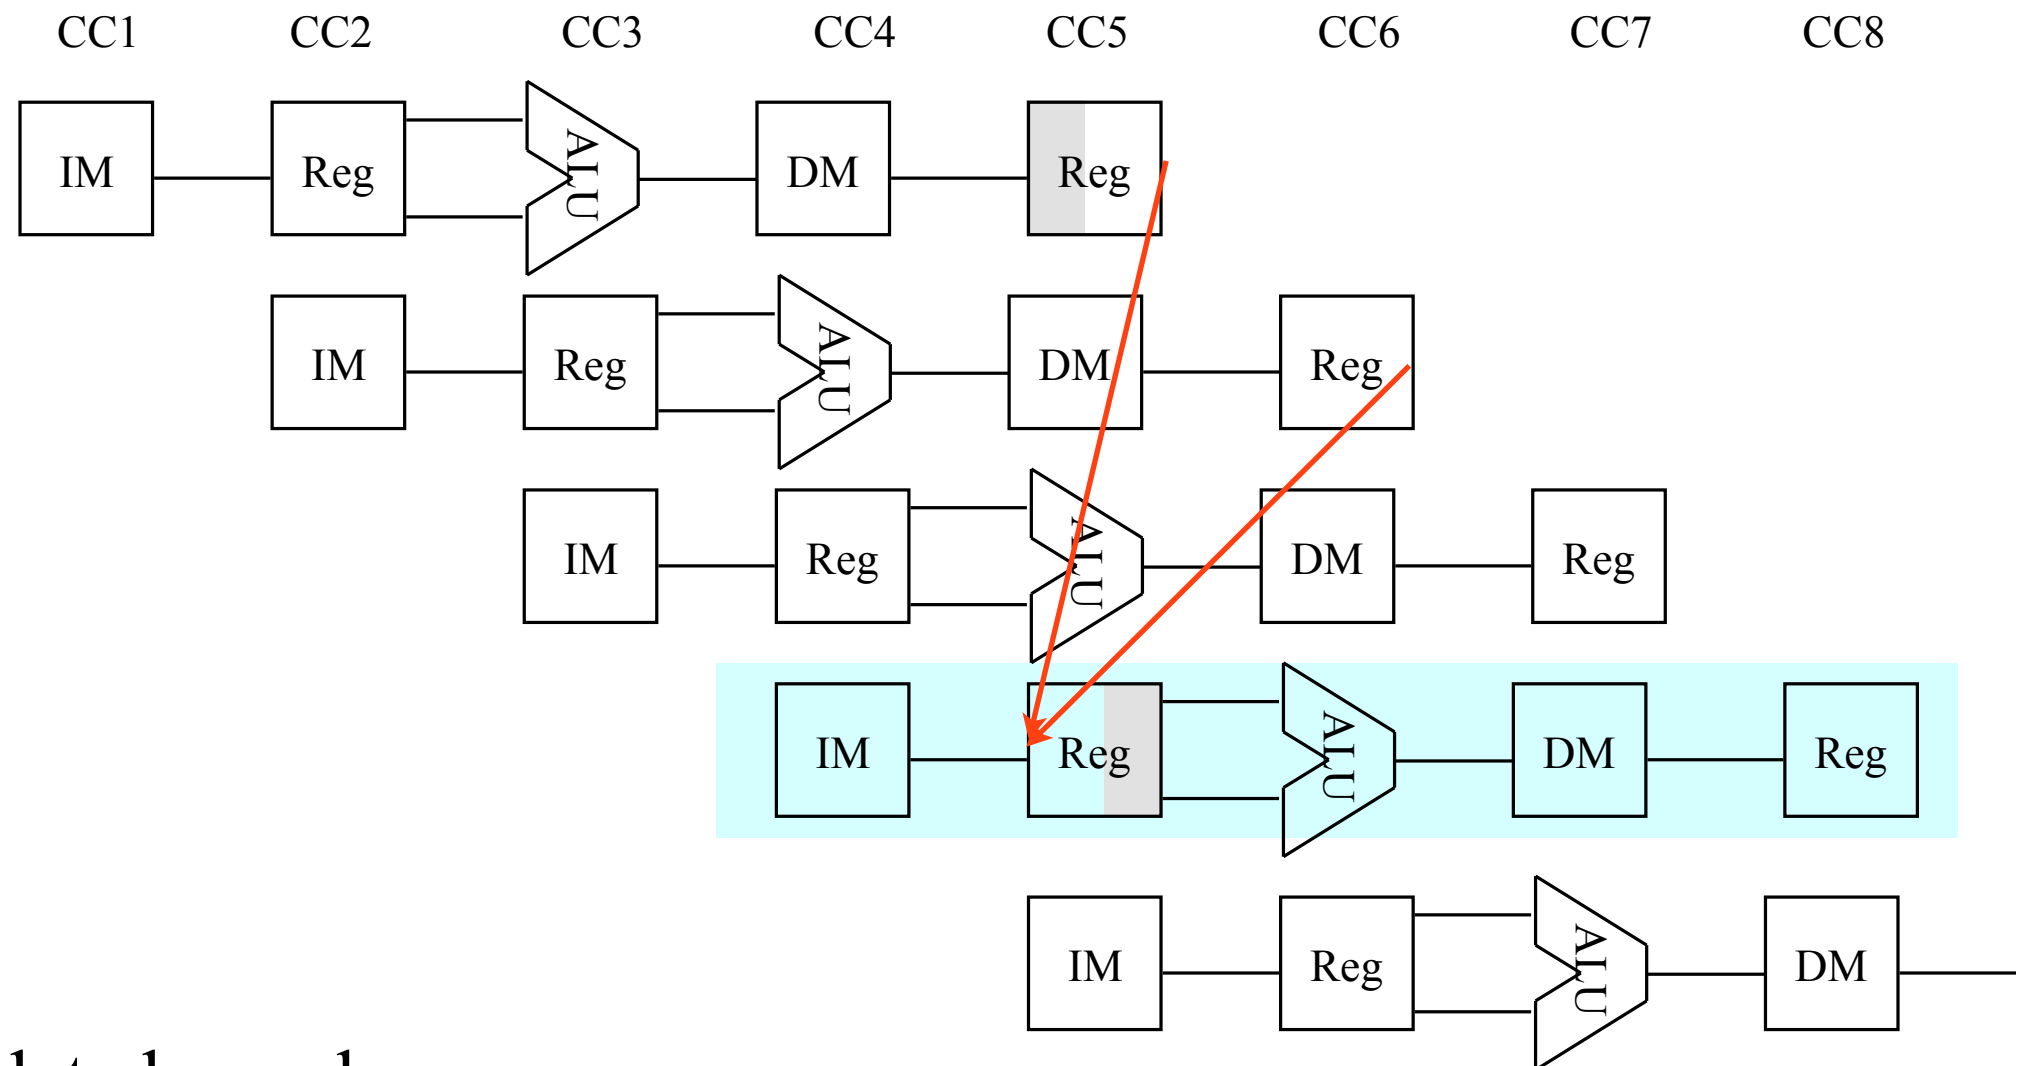 CC1 CC2 CC3 CC4 CC5 CC6 CC7 CC8
IM Reg ALU DM Reg
IM Reg ALU DM Reg
IM Reg ALU DM Reg
IM Reg ALU DM Reg
IM Reg ALU DM